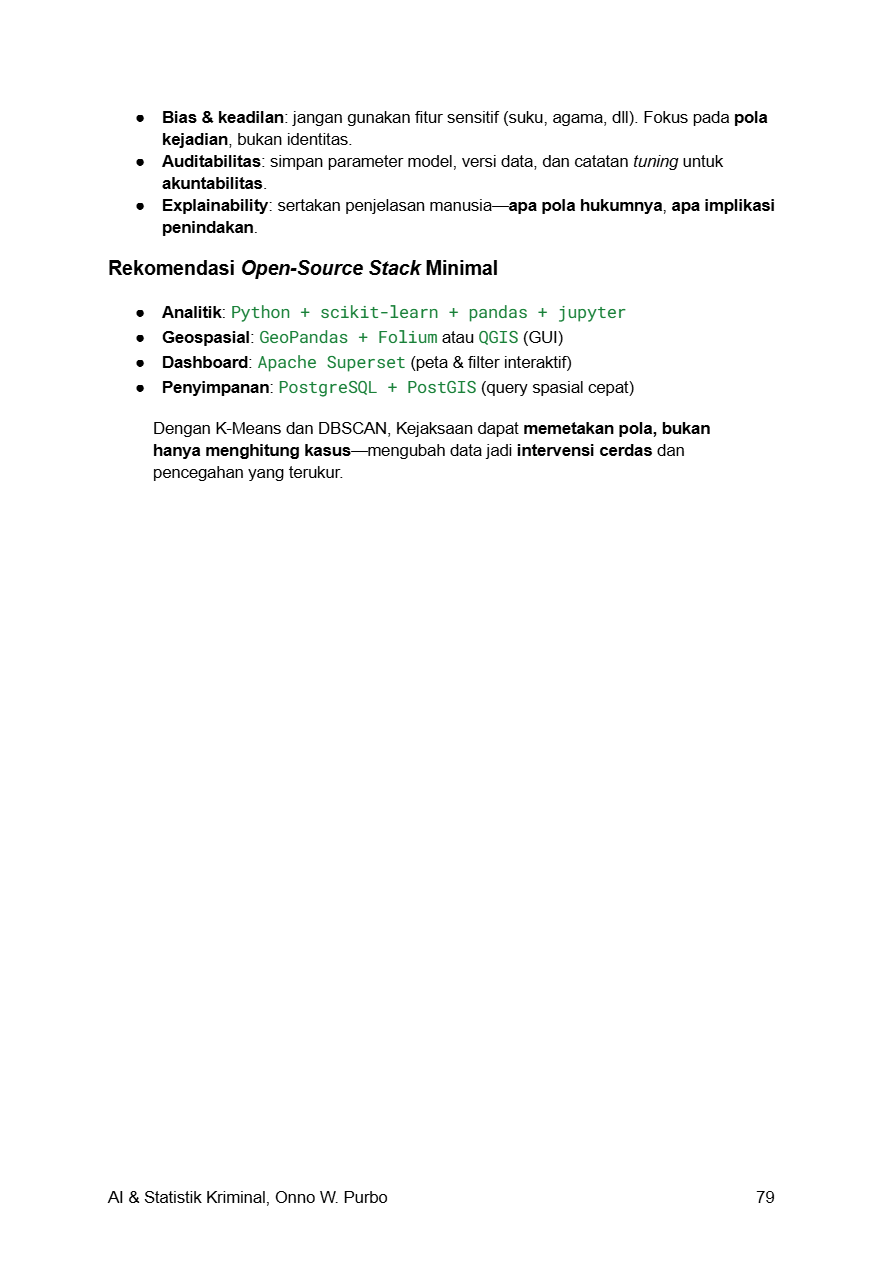 ● Bias & keadilan: jangan gunakan fitur sensitif (suku, agama, dll). Fokus pada pola
kejadian, bukan identitas.
● Auditabilitas: simpan parameter model, versi data, dan catatan tuning untuk
akuntabilitas.
● Explainability: sertakan penjelasan manusia—apa pola hukumnya, apa implikasi
penindakan.
Rekomendasi Open-Source Stack Minimal
● Analitik: Python + scikit-learn + pandas + jupyter
● Geospasial: GeoPandas + Folium atau QGIS (GUI)
● Dashboard: Apache Superset (peta & filter interaktif)
● Penyimpanan: PostgreSQL + PostGIS (query spasial cepat)
Dengan K-Means dan DBSCAN, Kejaksaan dapat memetakan pola, bukan
hanya menghitung kasus—mengubah data jadi intervensi cerdas dan
pencegahan yang terukur.
AI & Statistik Kriminal, Onno W. Purbo 79